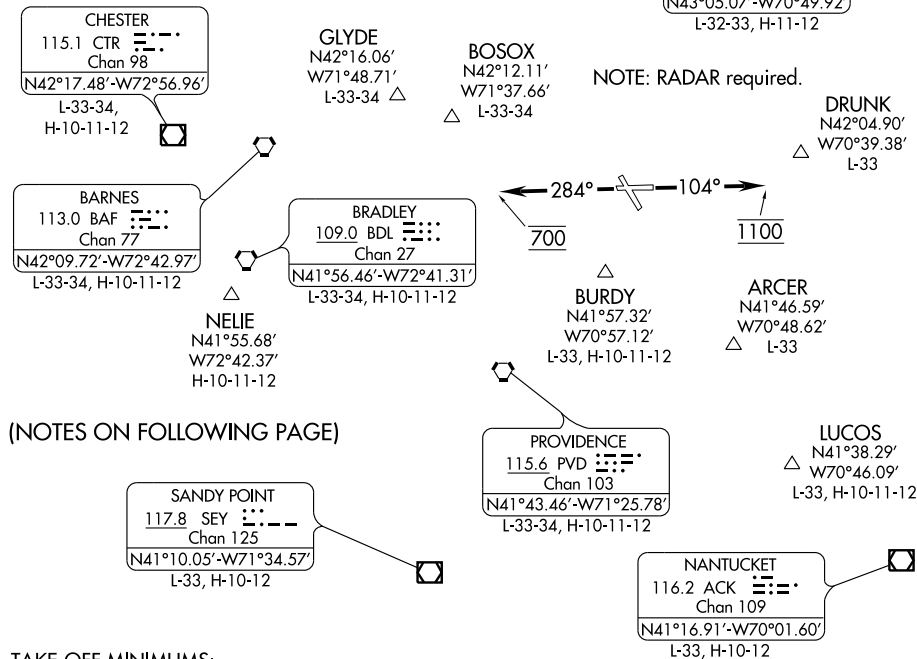 N43°05.07'-W70°49.92'
L-32-33, H-11-12
CHESTER
115.1 CTR
Chan 98
N42°17.48'-W72°56.96'
L-33-34,
H-10-11-12
GLYDE
N42°16.06'
W71°48.71'
L-33-34
BOSOX
N42°12.11'
W71°37.66'
L-33-34
NOTE: RADAR required.
DRUNK
N42°04.90'
W70°39.38'
L-33
BARNES
113.0 BAF
Chan 77
N42°09.72'-W72°42.97'
L-33-34, H-10-11-12
BRADLEY
109.0 BDL
Chan 27
N41°56.46'-W72°41.31'
L-33-34, H-10-11-12
284°
104°
700
1100
NELIE
N41°55.68'
W72°42.37'
H-10-11-12
BURDY
N41°57.32'
W70°57.12'
L-33, H-10-11-12
ARCER
N41°46.59'
W70°48.62'
L-33
(NOTES ON FOLLOWING PAGE)
PROVIDENCE
115.6 PVD
Chan 103
N41°43.46'-W71°25.78'
L-33-34, H-10-11-12
LUCOS
N41°38.29'
W70°46.09'
L-33, H-10-11-12
SANDY POINT
117.8 SEY
Chan 125
N41°10.05'-W71°34.57'
L-33, H-10-12
NANTUCKET
116.2 ACK
Chan 109
N41°16.91'-W70°01.60'
L-33, H-10-12
TAKE-OFF MINIMUMS: